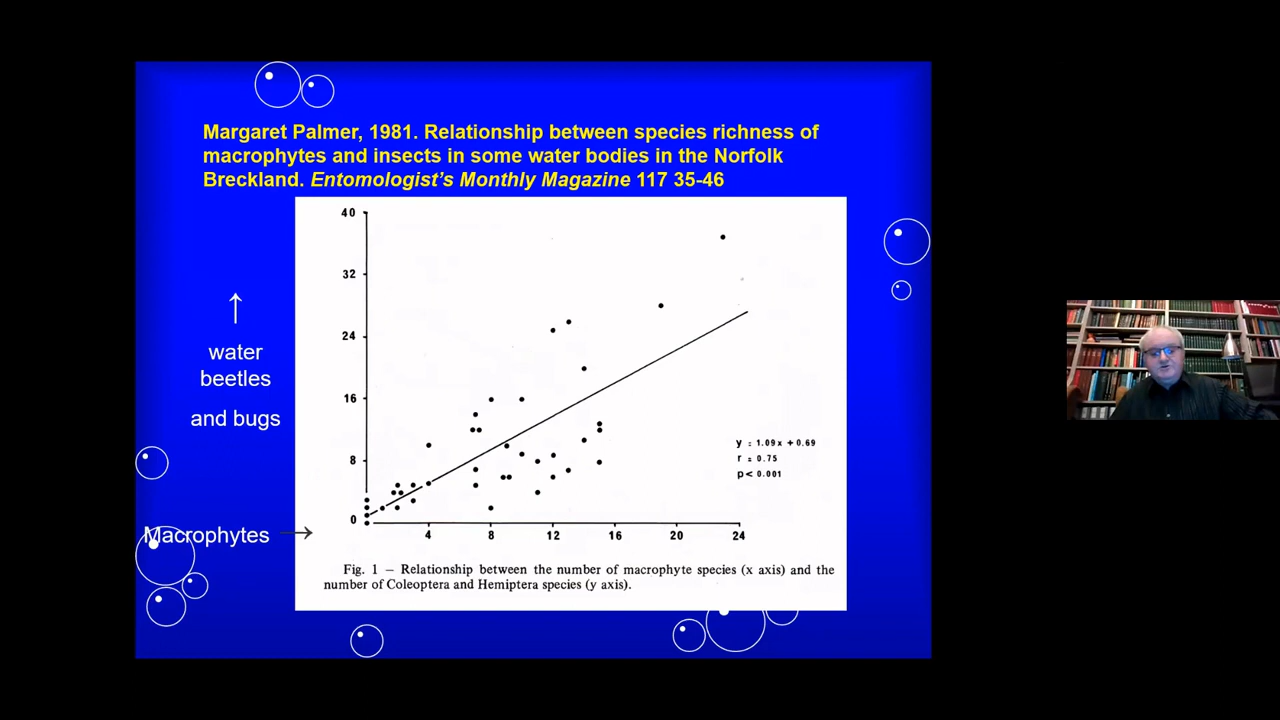 Margaret Palmer, 1981. Relationship between species richness of
macrophytes and insects in some water bodies in the Norfolk
Breckland. Entomologist's Monthly Magazine 117 35-46
40
32
24
16
8
0
↑
water
beetles
and bugs
y = 1.09x + 0.69
r = 0.75
p < 0.001
Macrophytes →
4 8 12 16 20 24
Fig. 1 — Relationship between the number of macrophyte species (x axis) and the
number of Coleoptera and Hemiptera species (y axis).